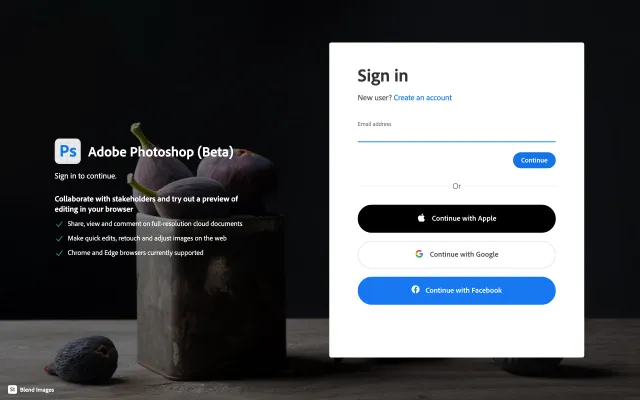 Ps Adobe Photoshop (Beta)
Sign in to continue.
Collaborate with stakeholders and try out a preview of
editing in your browser
Share, view and comment on full-resolution cloud documents
Make quick edits, retouch and adjust images on the web
Chrome and Edge browsers currently supported
St Blend Images
Sign in
New user? Create an account
Email address
Continue
Or
Continue with Apple
Continue with Google
Continue with Facebook